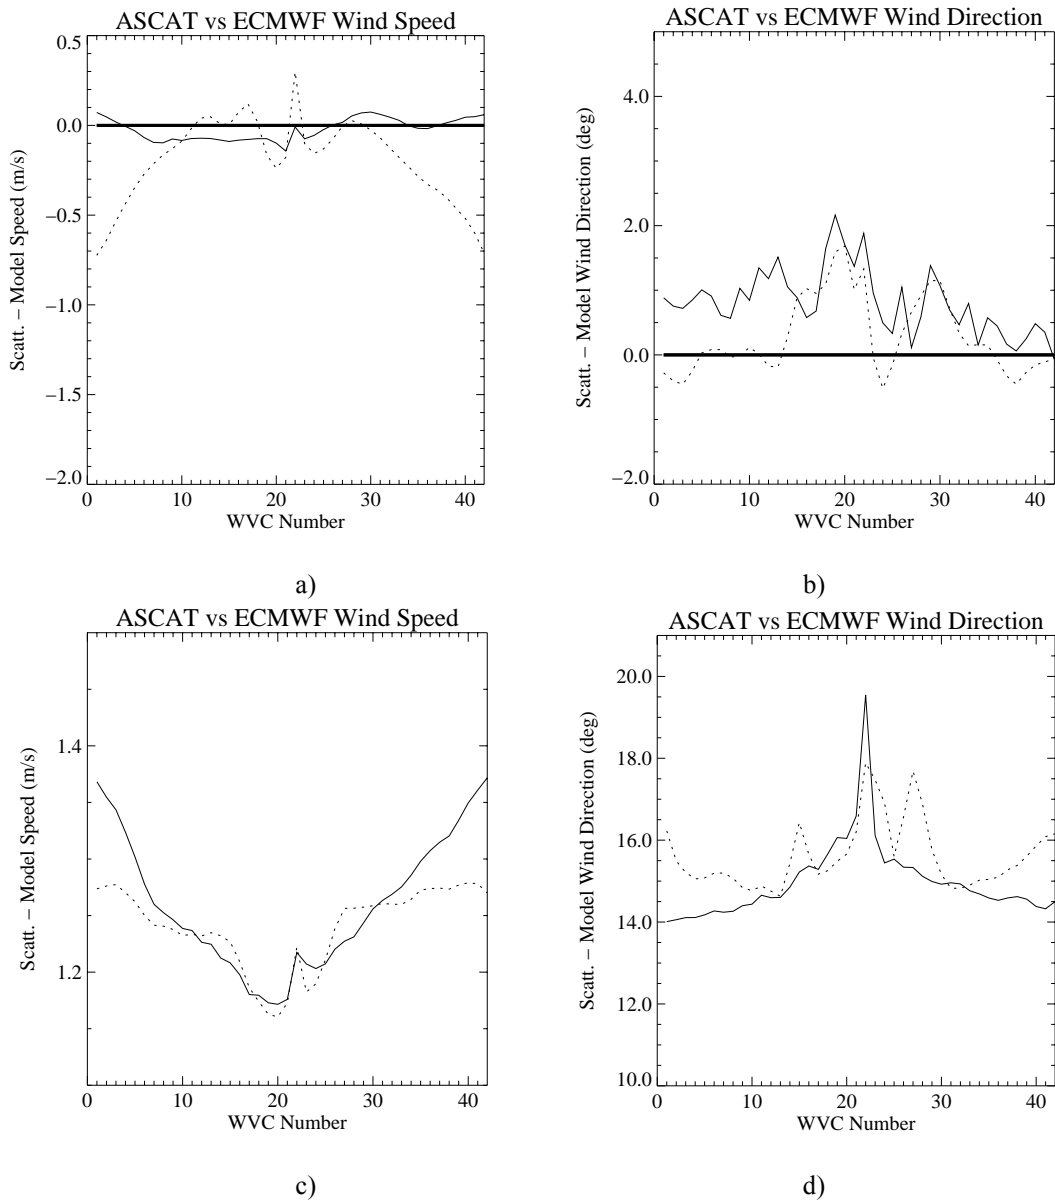 ASCAT vs ECMWF Wind Speed
0.5
0.0
−0.5
−1.0
−1.5
−2.0
Scatt. − Model Speed (m/s)
0 10 20 30 40
WVC Number
a)
ASCAT vs ECMWF Wind Direction
4.0
2.0
0.0
−2.0
Scatt. − Model Wind Direction (deg)
0 10 20 30 40
WVC Number
b)
ASCAT vs ECMWF Wind Speed
1.4
1.2
Scatt. − Model Speed (m/s)
0 10 20 30 40
WVC Number
c)
ASCAT vs ECMWF Wind Direction
20.0
18.0
16.0
14.0
12.0
10.0
Scatt. − Model Wind Direction (deg)
0 10 20 30 40
WVC Number
d)